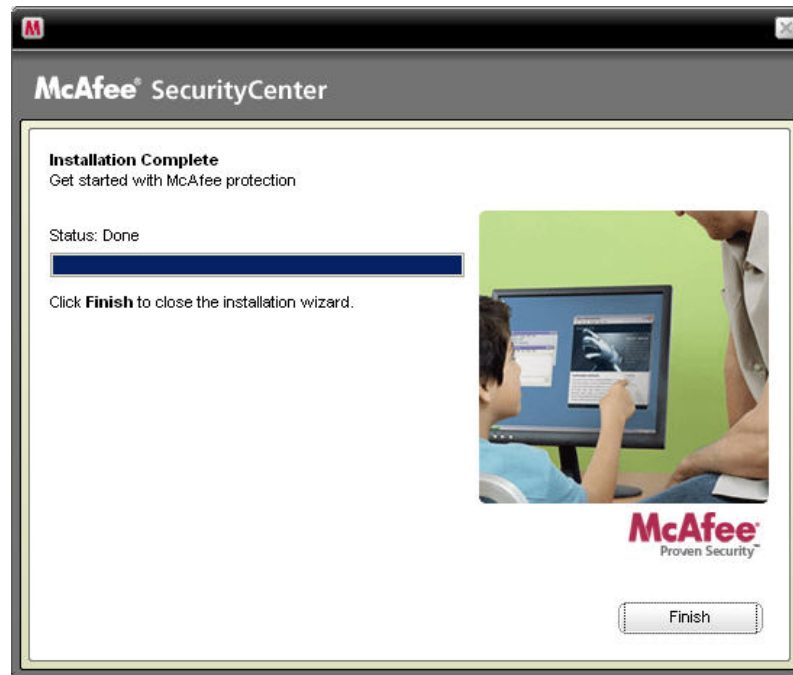 M
McAfee® SecurityCenter
Installation Complete
Get started with McAfee protection
Status: Done
Click Finish to close the installation wizard.
McAfee®
Proven Security™
Finish